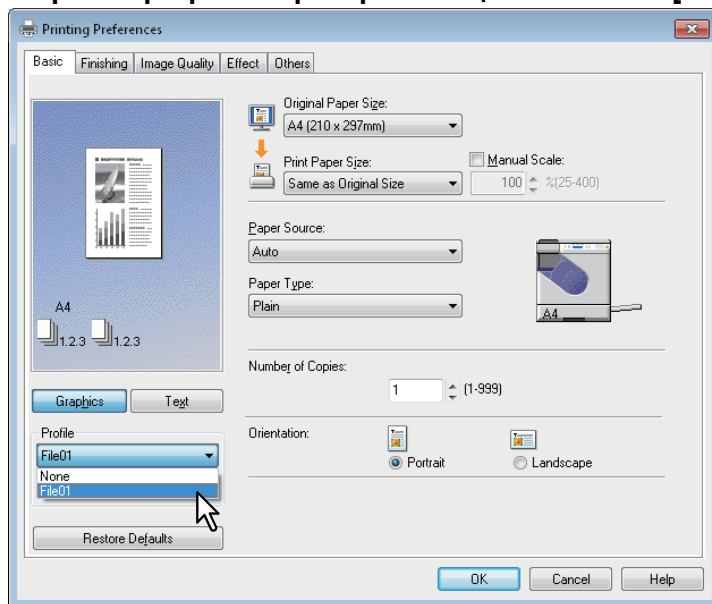 Printing Preferences
Basic Finishing Image Quality Effect Others
Original Paper Size:
A4 (210 x 297mm)
Print Paper Size:
Manual Scale:
Same as Original Size
100 %(25-400)
Paper Source:
Auto
Paper Type:
Plain
A4
A4
1.2.3 1.2.3
Number of Copies:
1 (1-999)
Graphics Text
Profile
File01
None
File01
Orientation:
Portrait Landscape
Restore Defaults
OK Cancel Help